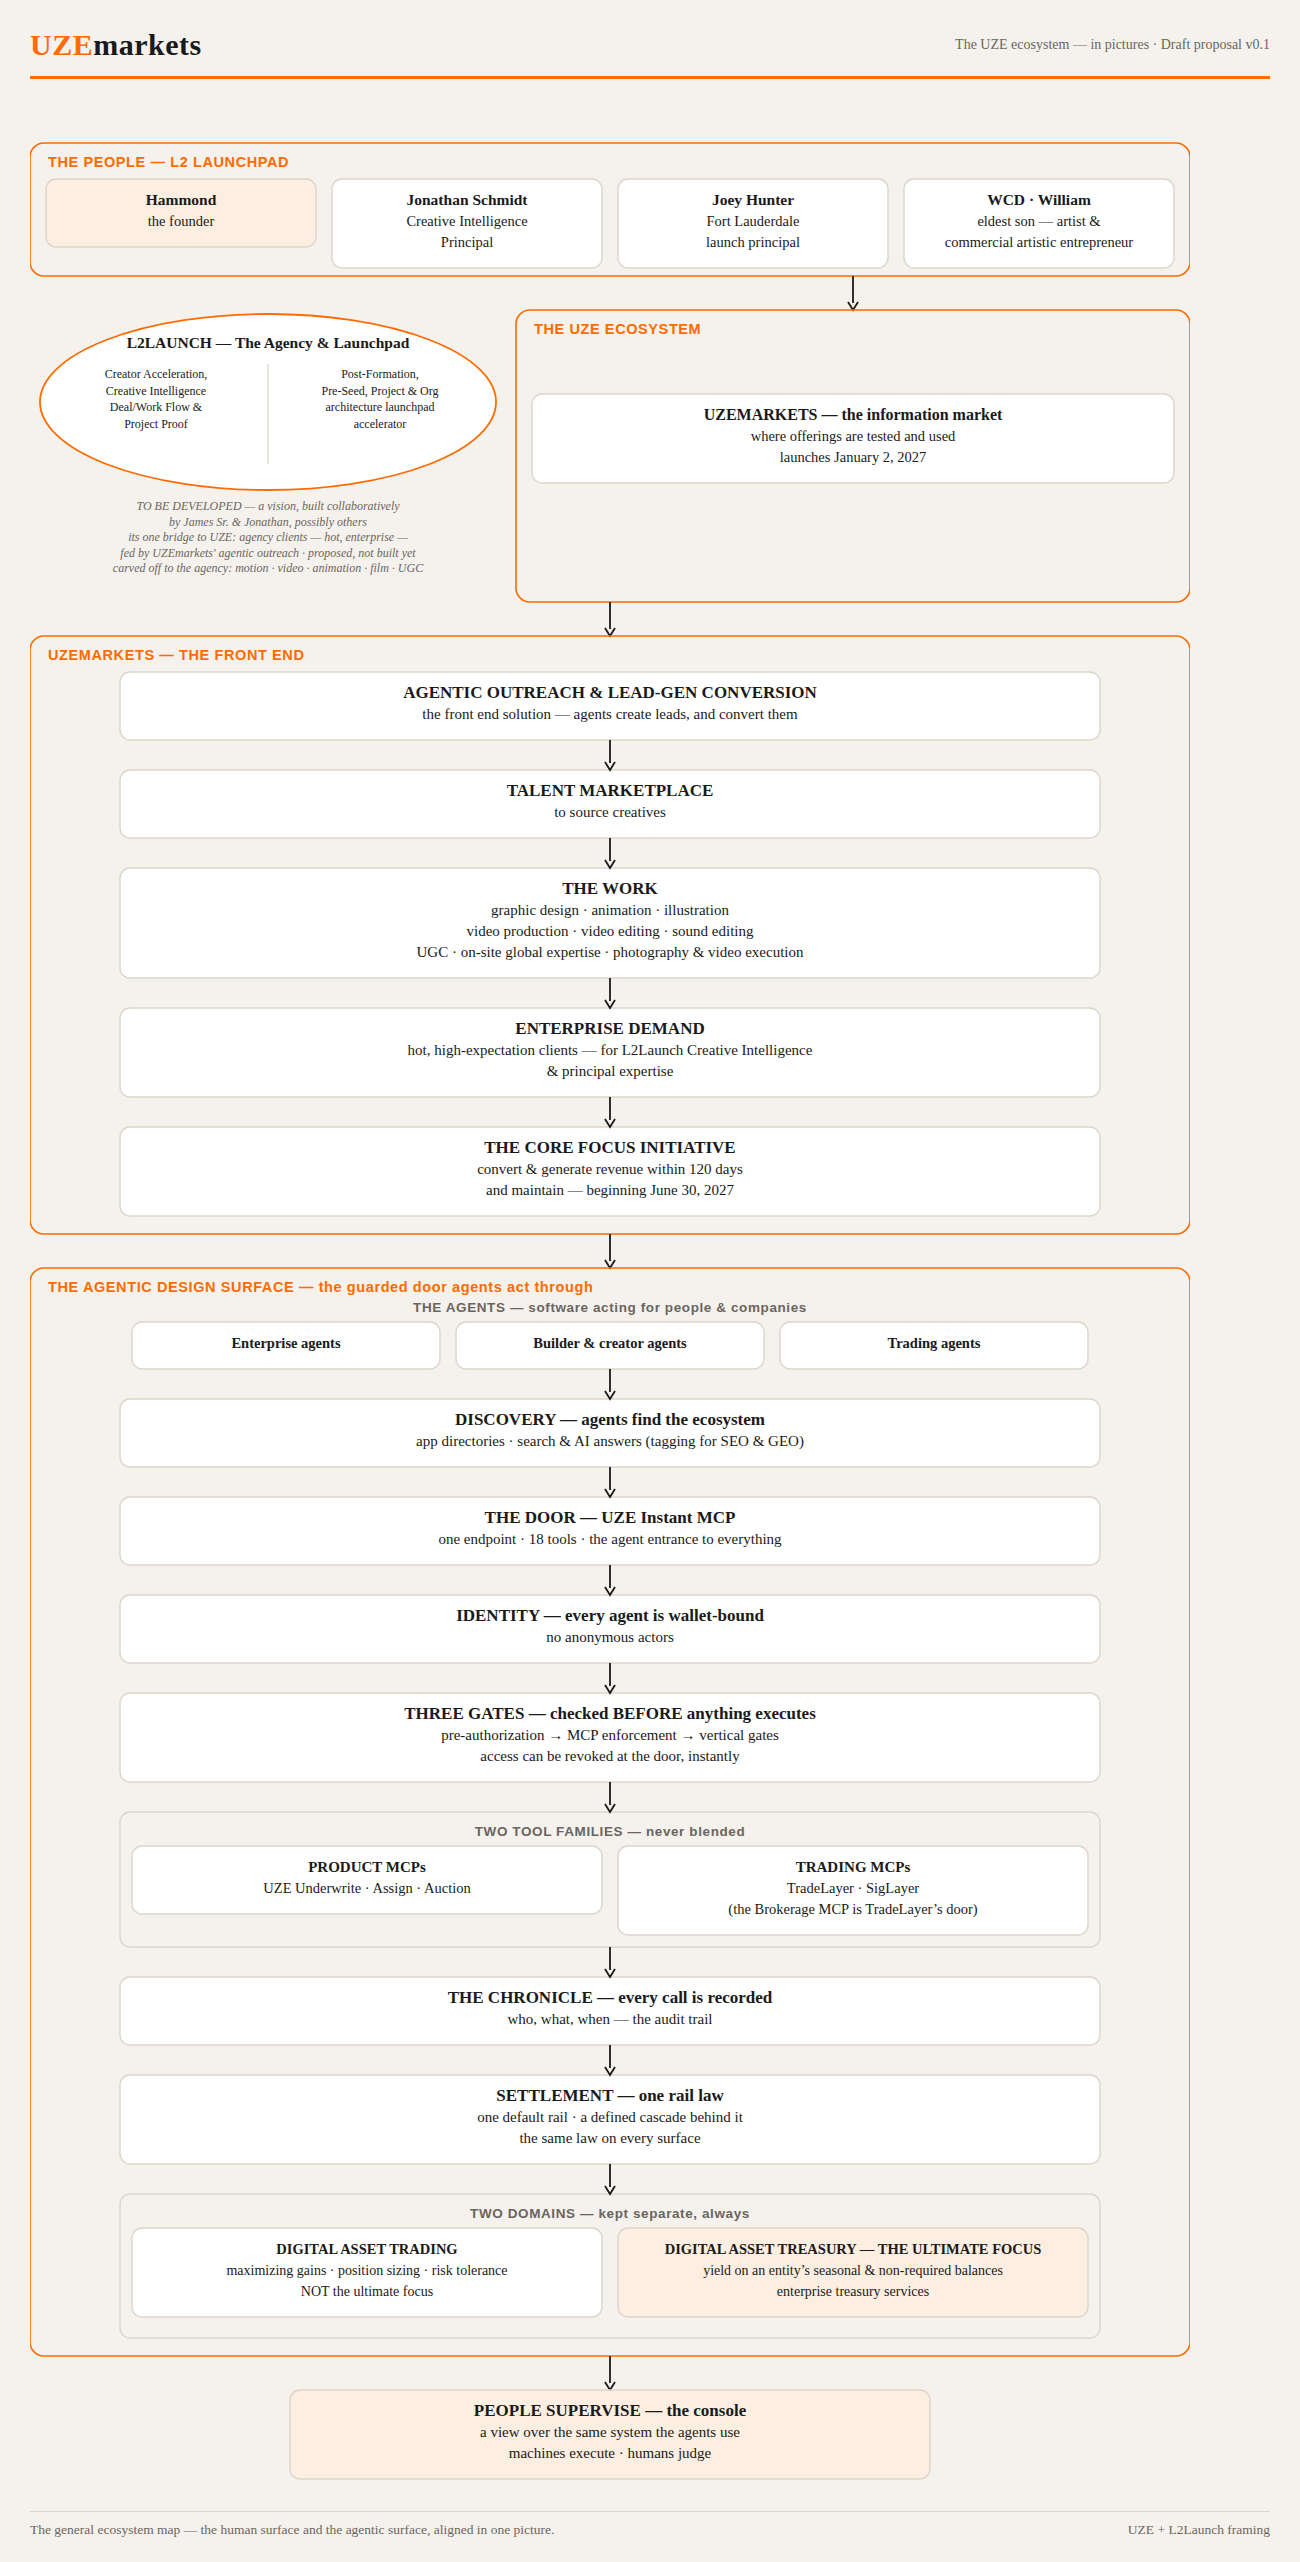 UZEmarkets
The UZE ecosystem — in pictures · Draft proposal v0.1
THE PEOPLE — L2 LAUNCHPAD
Hammond
the founder
Jonathan Schmidt
Creative Intelligence
Principal
Joey Hunter
Fort Lauderdale
launch principal
WCD · William
eldest son — artist &
commercial artistic entrepreneur
L2LAUNCH — The Agency & Launchpad
Creator Acceleration,
Creative Intelligence
Deal/Work Flow &
Project Proof
Post-Formation,
Pre-Seed, Project & Org
architecture launchpad
accelerator
TO BE DEVELOPED — a vision, built collaboratively
by James Sr. & Jonathan, possibly others
its one bridge to UZE: agency clients — hot, enterprise —
fed by UZEmarkets' agentic outreach · proposed, not built yet
carved off to the agency: motion · video · animation · film · UGC
THE UZE ECOSYSTEM
UZEMARKETS — the information market
where offerings are tested and used
launches January 2, 2027
UZEMARKETS — THE FRONT END
AGENTIC OUTREACH & LEAD-GEN CONVERSION
the front end solution — agents create leads, and convert them
TALENT MARKETPLACE
to source creatives
THE WORK
graphic design · animation · illustration
video production · video editing · sound editing
UGC · on-site global expertise · photography & video execution
ENTERPRISE DEMAND
hot, high-expectation clients — for L2Launch Creative Intelligence
& principal expertise
THE CORE FOCUS INITIATIVE
convert & generate revenue within 120 days
and maintain — beginning June 30, 2027
THE AGENTIC DESIGN SURFACE — the guarded door agents act through
THE AGENTS — software acting for people & companies
Enterprise agents
Builder & creator agents
Trading agents
DISCOVERY — agents find the ecosystem
app directories · search & AI answers (tagging for SEO & GEO)
THE DOOR — UZE Instant MCP
one endpoint · 18 tools · the agent entrance to everything
IDENTITY — every agent is wallet-bound
no anonymous actors
THREE GATES — checked BEFORE anything executes
pre-authorization → MCP enforcement → vertical gates
access can be revoked at the door, instantly
TWO TOOL FAMILIES — never blended
PRODUCT MCPs
UZE Underwrite · Assign · Auction
TRADING MCPs
TradeLayer · SigLayer
(the Brokerage MCP is TradeLayer’s door)
THE CHRONICLE — every call is recorded
who, what, when — the audit trail
SETTLEMENT — one rail law
one default rail · a defined cascade behind it
the same law on every surface
TWO DOMAINS — kept separate, always
DIGITAL ASSET TRADING
maximizing gains · position sizing · risk tolerance
NOT the ultimate focus
DIGITAL ASSET TREASURY — THE ULTIMATE FOCUS
yield on an entity’s seasonal & non-required balances
enterprise treasury services
PEOPLE SUPERVISE — the console
a view over the same system the agents use
machines execute · humans judge
The general ecosystem map — the human surface and the agentic surface, aligned in one picture.
UZE + L2Launch framing